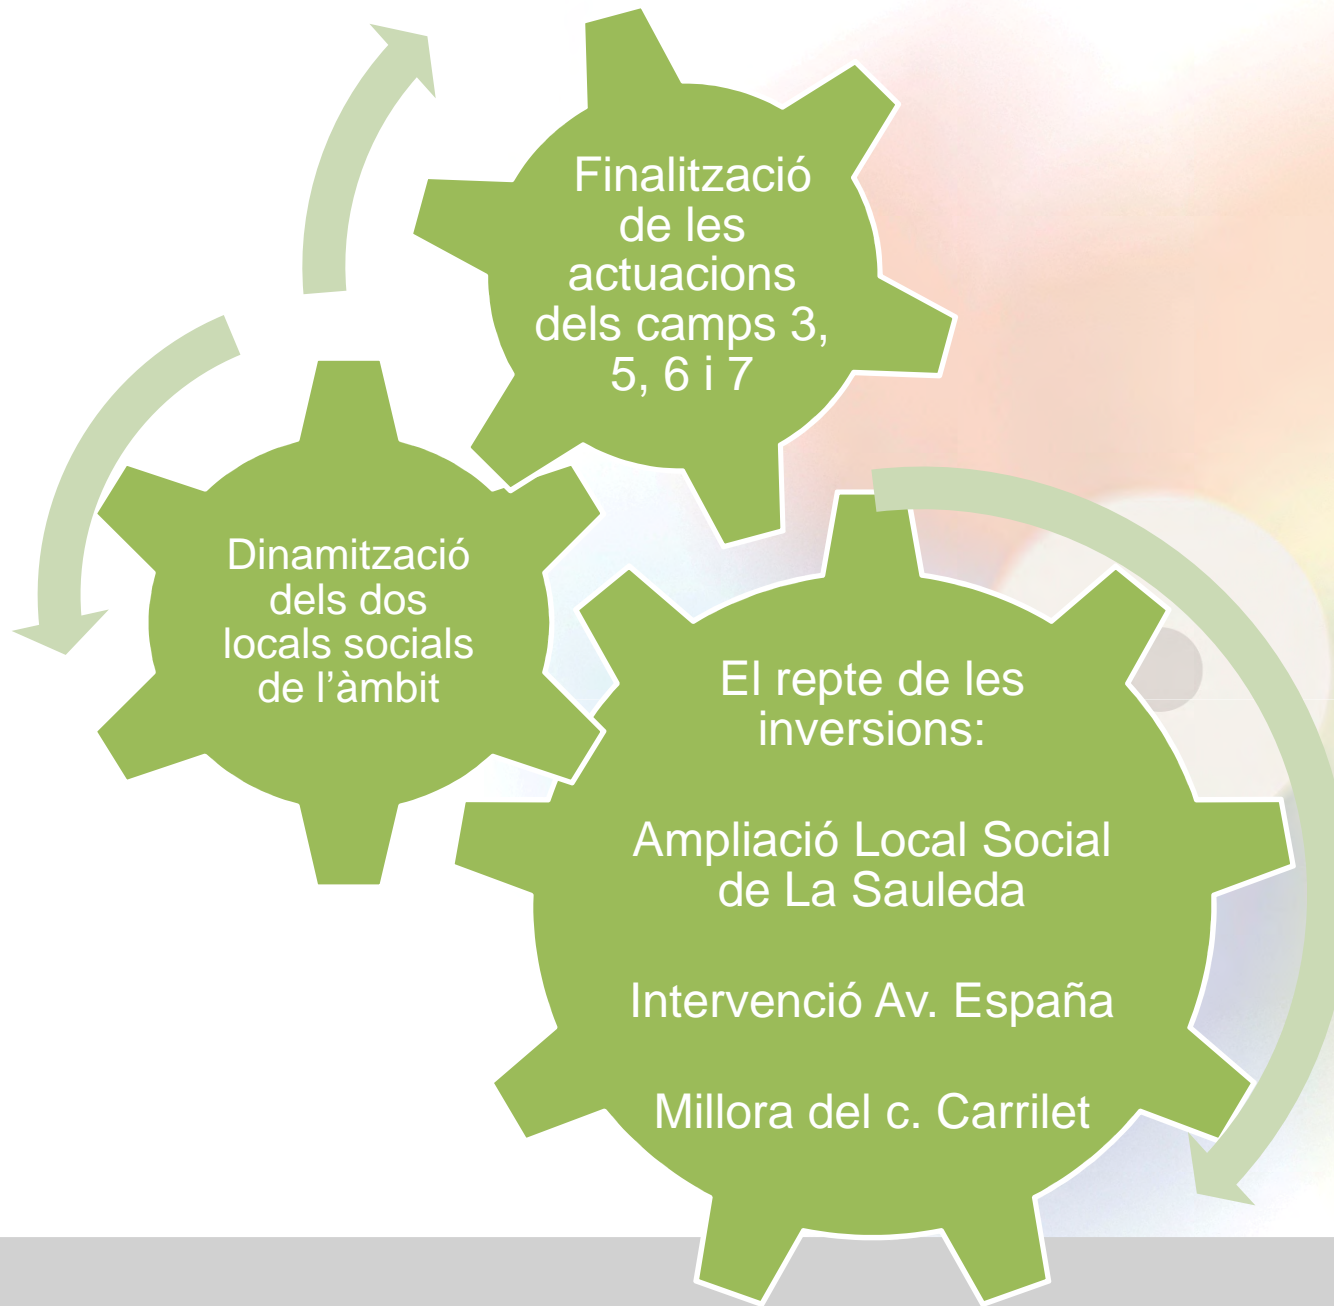 Finalització
de les
actuacions
dels camps 3,
5, 6 i 7
Dinamització
dels dos
locals socials
de l’àmbit
El repte de les
inversions:
Ampliació Local Social
de La Sauleda
Intervenció Av. España
Millora del c. Carrilet